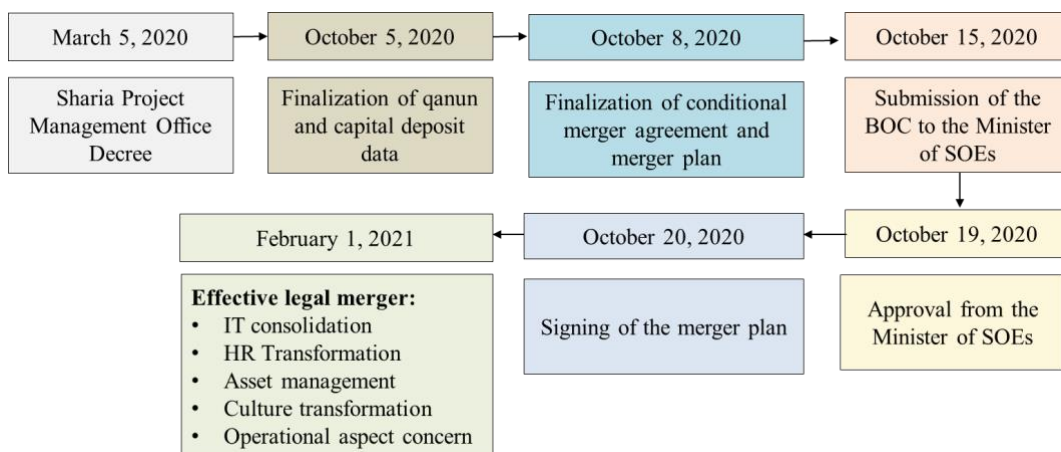 March 5, 2020
Sharia Project
Management Office
Decree
October 5, 2020
Finalization of qanun
and capital deposit
data
October 8, 2020
Finalization of conditional
merger agreement and
merger plan
October 15, 2020
Submission of the
BOC to the Minister
of SOEs
October 19, 2020
Approval from the
Minister of SOEs
October 20, 2020
Signing of the merger plan
February 1, 2021
Effective legal merger:
• IT consolidation
• HR Transformation
• Asset management
• Culture transformation
• Operational aspect concern